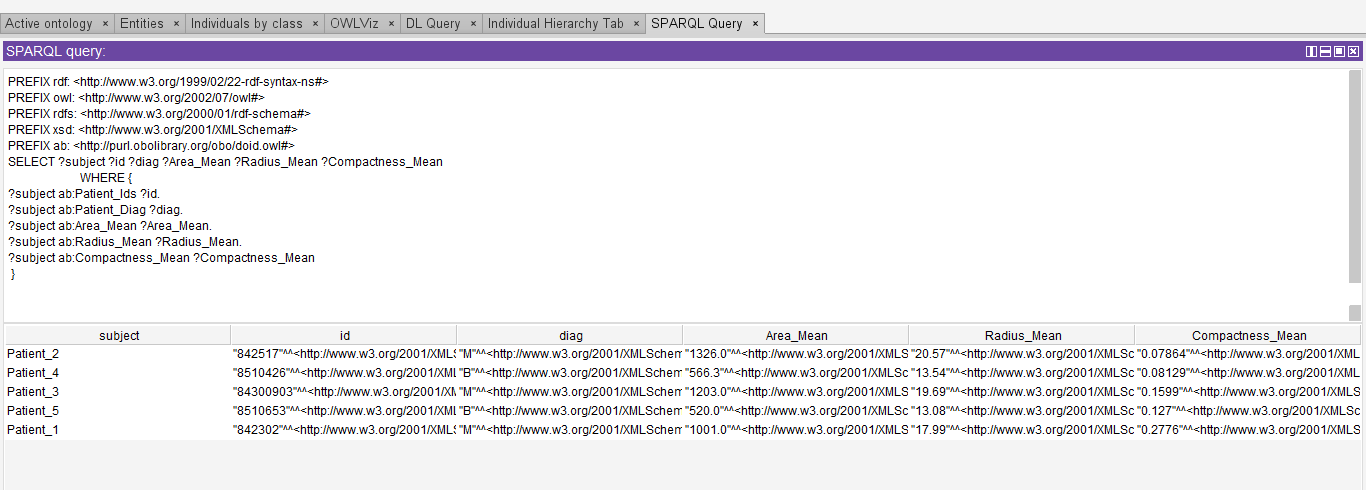 Active ontology × Entities × Individuals by class × OWLViz × DL Query × Individual Hierarchy Tab × SPARQL Query ×
SPARQL query:
PREFIX rdf: <http://www.w3.org/1999/02/22-rdf-syntax-ns#>
PREFIX owl: <http://www.w3.org/2002/07/owl#>
PREFIX rdfs: <http://www.w3.org/2000/01/rdf-schema#>
PREFIX xsd: <http://www.w3.org/2001/XMLSchema#>
PREFIX ab: <http://purl.obolibrary.org/obo/doid.owl#>
SELECT ?subject ?id ?diag ?Area_Mean ?Radius_Mean ?Compactness_Mean
WHERE {
?subject ab:Patient_Ids ?id.
?subject ab:Patient_Diag ?diag.
?subject ab:Area_Mean ?Area_Mean.
?subject ab:Radius_Mean ?Radius_Mean.
?subject ab:Compactness_Mean ?Compactness_Mean
}
subject id diag Area_Mean Radius_Mean Compactness_Mean
Patient_2 "842517"^^<http://www.w3.org/2001/XML "M"^^<http://www.w3.org/2001/XMLSchem "1326.0"^^<http://www.w3.org/2001/XMLS "20.57"^^<http://www.w3.org/2001/XMLSc "0.07864"^^<http://www.w3.org/2001/XML
Patient_4 "8510426"^^<http://www.w3.org/2001/XML "B"^^<http://www.w3.org/2001/XMLSchem "566.3"^^<http://www.w3.org/2001/XMLSc "13.54"^^<http://www.w3.org/2001/XMLSc "0.08129"^^<http://www.w3.org/2001/XML
Patient_3 "84300903"^^<http://www.w3.org/2001/X "M"^^<http://www.w3.org/2001/XMLSchem "1203.0"^^<http://www.w3.org/2001/XMLS "19.69"^^<http://www.w3.org/2001/XMLSc "0.1599"^^<http://www.w3.org/2001/XMLS
Patient_5 "8510653"^^<http://www.w3.org/2001/XML "B"^^<http://www.w3.org/2001/XMLSchem "520.0"^^<http://www.w3.org/2001/XMLSc "13.08"^^<http://www.w3.org/2001/XMLSc "0.127"^^<http://www.w3.org/2001/XMLSc
Patient_1 "842302"^^<http://www.w3.org/2001/XML "M"^^<http://www.w3.org/2001/XMLSchem "1001.0"^^<http://www.w3.org/2001/XMLS "17.99"^^<http://www.w3.org/2001/XMLSc "0.2776"^^<http://www.w3.org/2001/XMLS